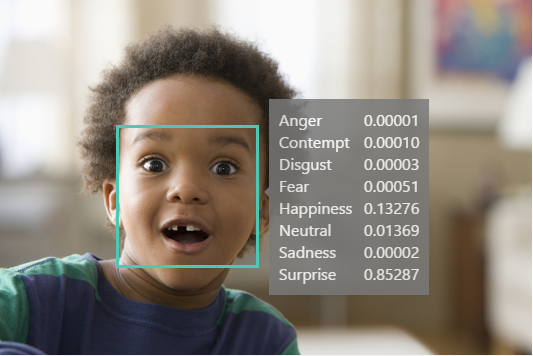 Anger 0.00001
Contempt 0.00010
Disgust 0.00003
Fear 0.00051
Happiness 0.13276
Neutral 0.01369
Sadness 0.00002
Surprise 0.85287